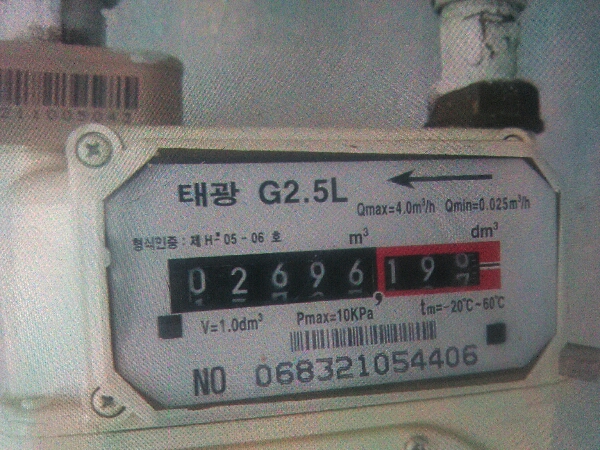 211005042
태광 G2.5L
Qmax=4.0m³/h Qmin=0.025m³/h
형식인증 : 제 H - 05 - 06 호
m³ dm³
02696,19
V=1.0dm³ Pmax=10KPa tm=-20℃~60℃
NO 068321054406